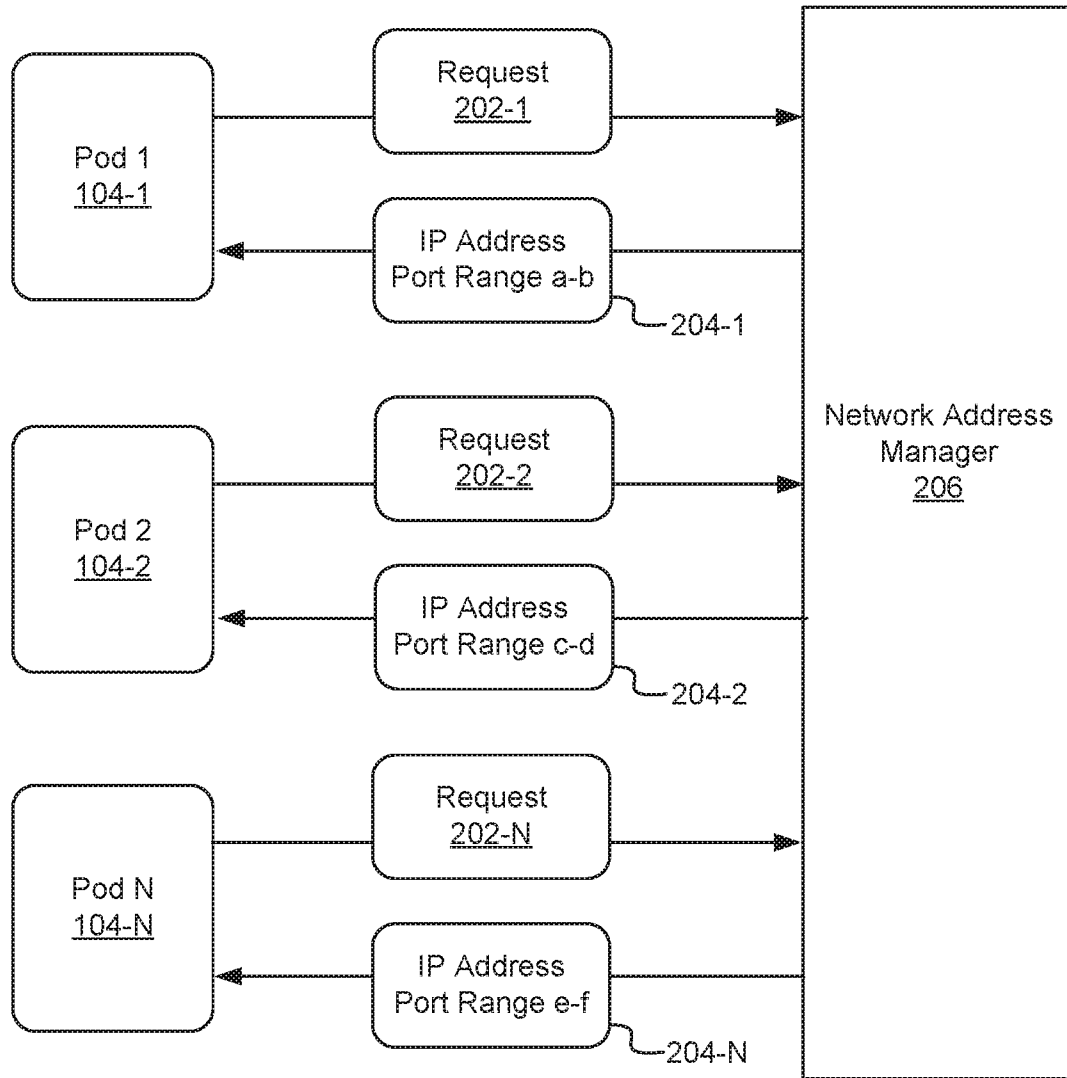 Request
202-1
Pod 1
104-1
IP Address
Port Range a-b
204-1
Request
202-2
Network Address
Manager
206
Pod 2
104-2
IP Address
Port Range c-d
204-2
Request
202-N
Pod N
104-N
IP Address
Port Range e-f
204-N